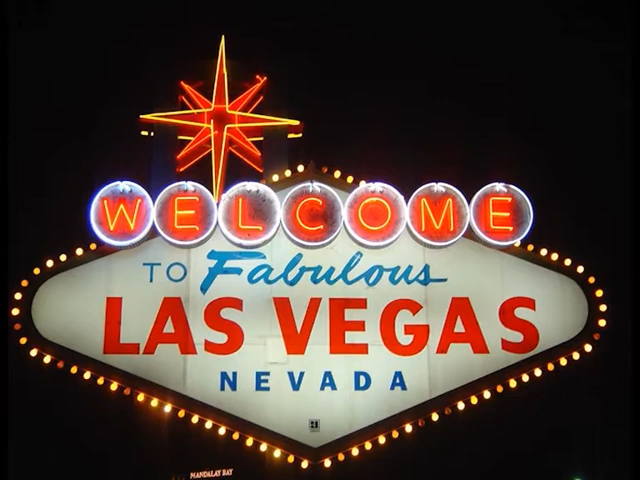 WELCOME
TO Fabulous
LAS VEGAS
NEVADA
MANDALAY BAY